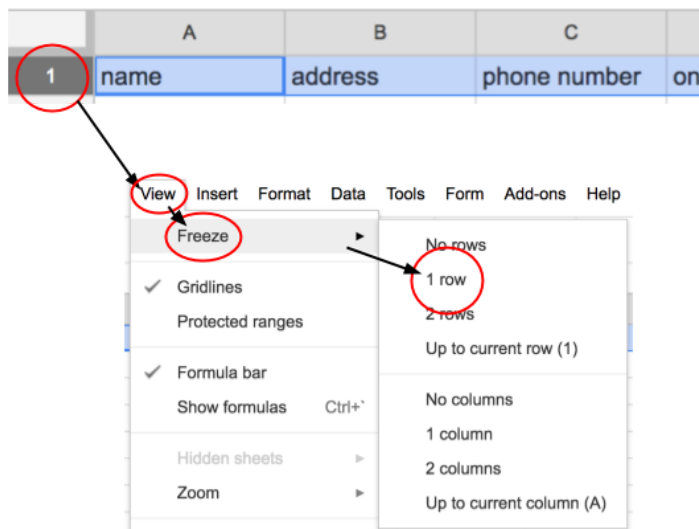 A B C
1 name address phone number on
View Insert Format Data Tools Form Add-ons Help
Freeze
No rows
1 row
2 rows
Up to current row (1)
No columns
1 column
2 columns
Up to current column (A)
Gridlines
Protected ranges
Formula bar
Show formulas Ctrl+`
Hidden sheets
Zoom